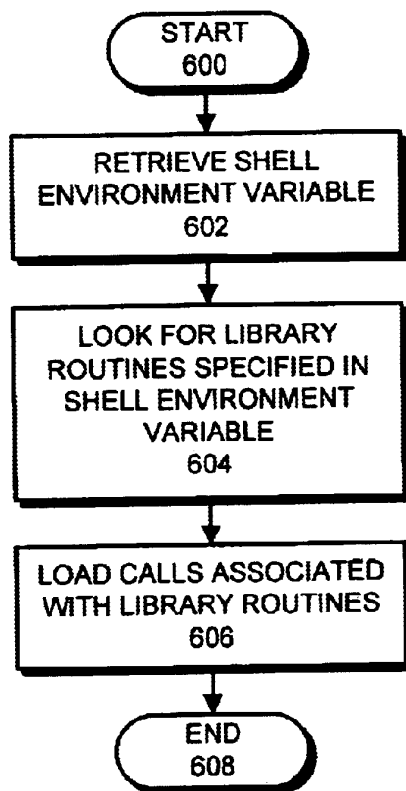 START
600
RETRIEVE SHELL
ENVIRONMENT VARIABLE
602
LOOK FOR LIBRARY
ROUTINES SPECIFIED IN
SHELL ENVIRONMENT
VARIABLE
604
LOAD CALLS ASSOCIATED
WITH LIBRARY ROUTINES
606
END
608